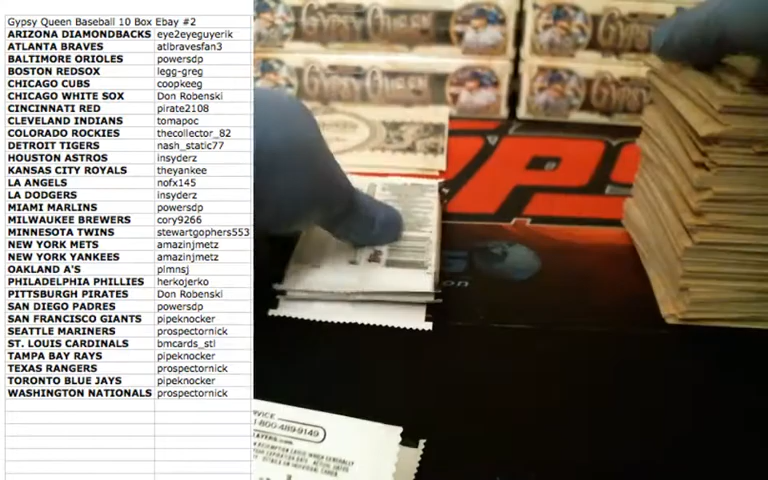 Gypsy Queen Baseball 10 Box Ebay #2
ARIZONA DIAMONDBACKS eye2eyeguyerik
ATLANTA BRAVES atlbravesfan3
BALTIMORE ORIOLES powersdp
BOSTON REDSOX legg-greg
CHICAGO CUBS coopkeeg
CHICAGO WHITE SOX Don Robenski
CINCINNATI RED pirate2108
CLEVELAND INDIANS tomapoc
COLORADO ROCKIES thecollector_82
DETROIT TIGERS nash_static77
HOUSTON ASTROS insyderz
KANSAS CITY ROYALS theyankee
LA ANGELS nofx145
LA DODGERS insyderz
MIAMI MARLINS powersdp
MILWAUKEE BREWERS cory9266
MINNESOTA TWINS stewartgophers553
NEW YORK METS amazinjmetz
NEW YORK YANKEES amazinjmetz
OAKLAND A'S plmnsj
PHILADELPHIA PHILLIES herkojerko
PITTSBURGH PIRATES Don Robenski
SAN DIEGO PADRES powersdp
SAN FRANCISCO GIANTS pipeknocker
SEATTLE MARINERS prospectornick
ST. LOUIS CARDINALS bmcards_stl
TAMPA BAY RAYS pipeknocker
TEXAS RANGERS prospectornick
TORONTO BLUE JAYS pipeknocker
WASHINGTON NATIONALS prospectornick
GYPSY QUEEN
GYPSY QUEEN
GYPSY
PS
on
1-800-489-9149